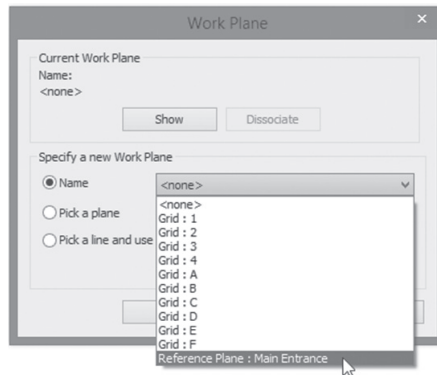 Work Plane
×
Current Work Plane
Name:
<none>
Show Dissociate
Specify a new Work Plane
Name <none>
Pick a plane
Pick a line and use
<none>
Grid : 1
Grid : 2
Grid : 3
Grid : 4
Grid : A
Grid : B
Grid : C
Grid : D
Grid : E
Grid : F
Reference Plane : Main Entrance